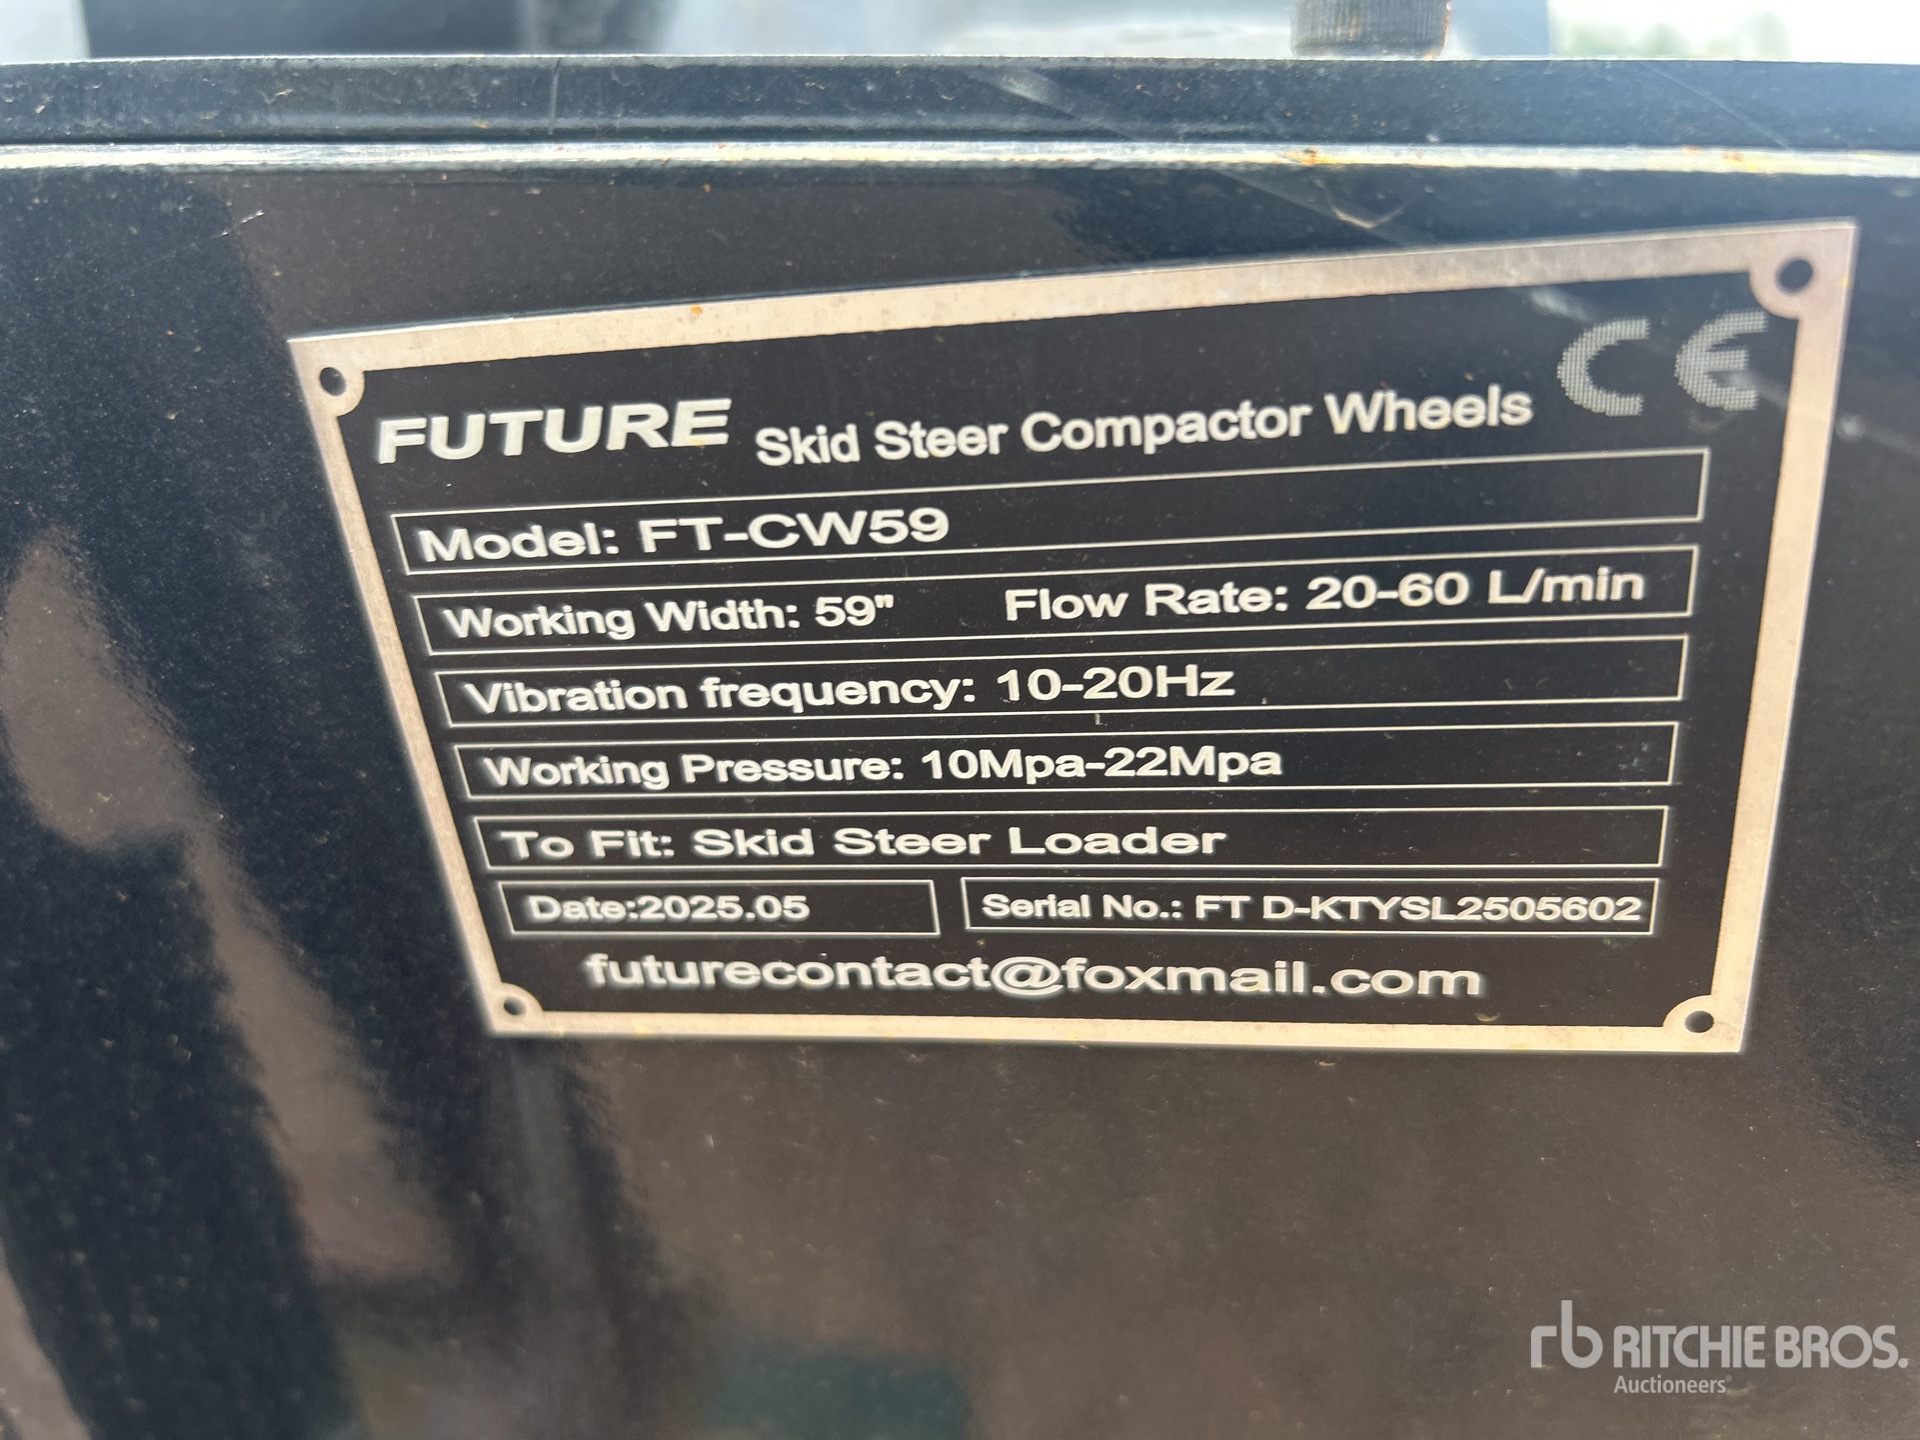 CE
FUTURE Skid Steer Compactor Wheels
Model: FT-CW59
Working Width: 59" Flow Rate: 20-60 L/min
Vibration frequency: 10-20Hz
Working Pressure: 10Mpa-22Mpa
To Fit: Skid Steer Loader
Date:2025.05 Serial No.: FT D-KTYSL2505602
futurecontact@foxmail.com
rb RITCHIE BROS.
Auctioneers